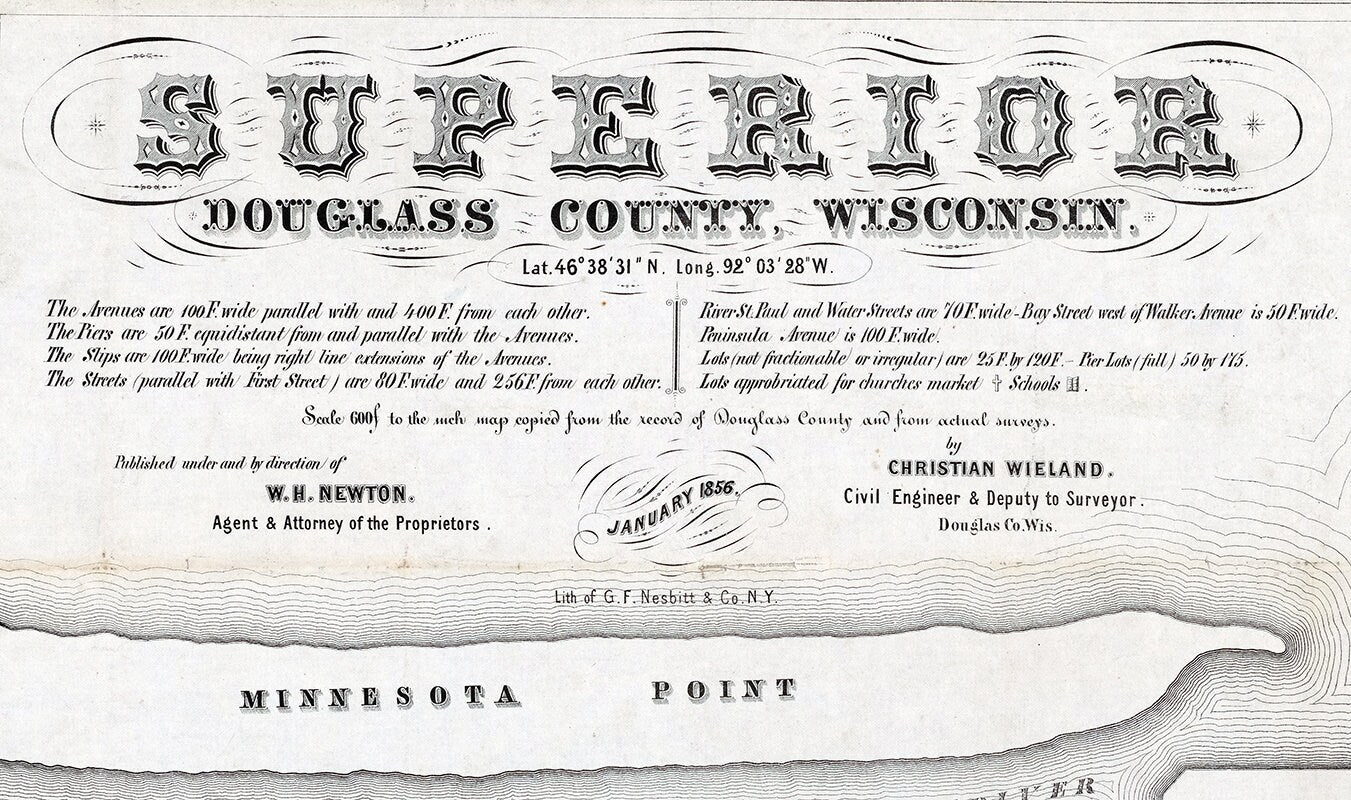 SUPERIOR
DOUGLASS COUNTY, WISCONSIN.
Lat. 46° 38' 31" N. Long. 92° 03' 28" W.
The Avenues are 100 F. wide parallel with and 400 F. from each other.
The Piers are 50 F. equidistant from and parallel with the Avenues.
The Slips are 100 F. wide being right line extensions of the Avenues.
The Streets (parallel with First Street) are 80 F. wide and 256 F. from each other.
River St. Paul and Water Streets are 70 F. wide - Bay Street west of Walker Avenue is 50 F. wide.
Peninsula Avenue is 100 F. wide.
Lots (not fractionable or irregular) are 25 F. by 120 F. - Pier Lots (full) 50 by 175.
Lots approbriated for churches market † Schools .
Scale 600f to the inch map copied from the record of Douglass County and from actual surveys.
Published under and by direction of
W. H. NEWTON.
Agent & Attorney of the Proprietors .
JANUARY 1856.
by
CHRISTIAN WIELAND.
Civil Engineer & Deputy to Surveyor .
Douglas Co. Wis.
Lith of G. F. Nesbitt & Co. N.Y.
MINNESOTA POINT